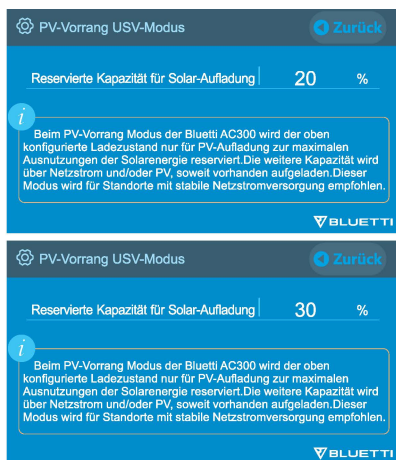 PV-Vorrang USV-Modus Zurück
Reservierte Kapazität für Solar-Aufladung 20 %
i
Beim PV-Vorrang Modus der Bluetti AC300 wird der oben
konfigurierte Ladezustand nur für PV-Aufladung zur maximalen
Ausnutzungen der Solarenergie reserviert.Die weitere Kapazität wird
über Netzstrom und/oder PV, soweit vorhanden aufgeladen.Dieser
Modus wird für Standorte mit stabile Netzstromversorgung empfohlen.
BLUETTI
PV-Vorrang USV-Modus Zurück
Reservierte Kapazität für Solar-Aufladung 30 %
i
Beim PV-Vorrang Modus der Bluetti AC300 wird der oben
konfigurierte Ladezustand nur für PV-Aufladung zur maximalen
Ausnutzungen der Solarenergie reserviert.Die weitere Kapazität wird
über Netzstrom und/oder PV, soweit vorhanden aufgeladen.Dieser
Modus wird für Standorte mit stabile Netzstromversorgung empfohlen.
BLUETTI